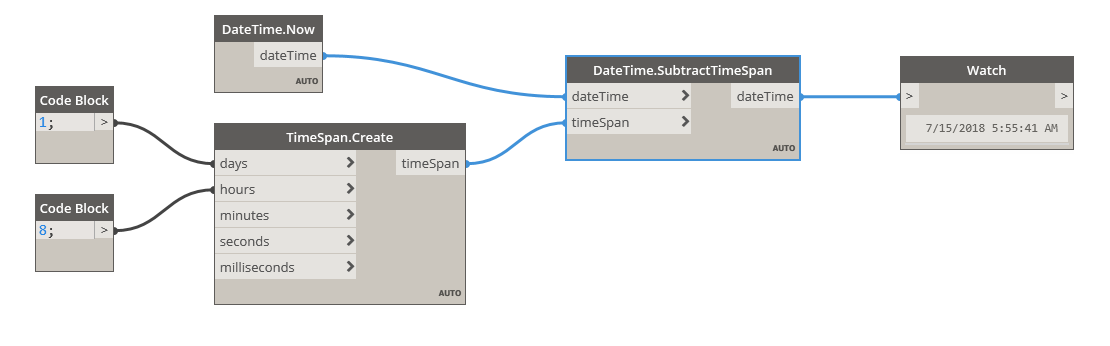 DateTime.Now
dateTime
AUTO
Code Block
1; >
Code Block
8; >
TimeSpan.Create
days timeSpan
hours
minutes
seconds
milliseconds
AUTO
DateTime.SubtractTimeSpan
dateTime dateTime
timeSpan
AUTO
Watch
> >
7/15/2018 5:55:41 AM